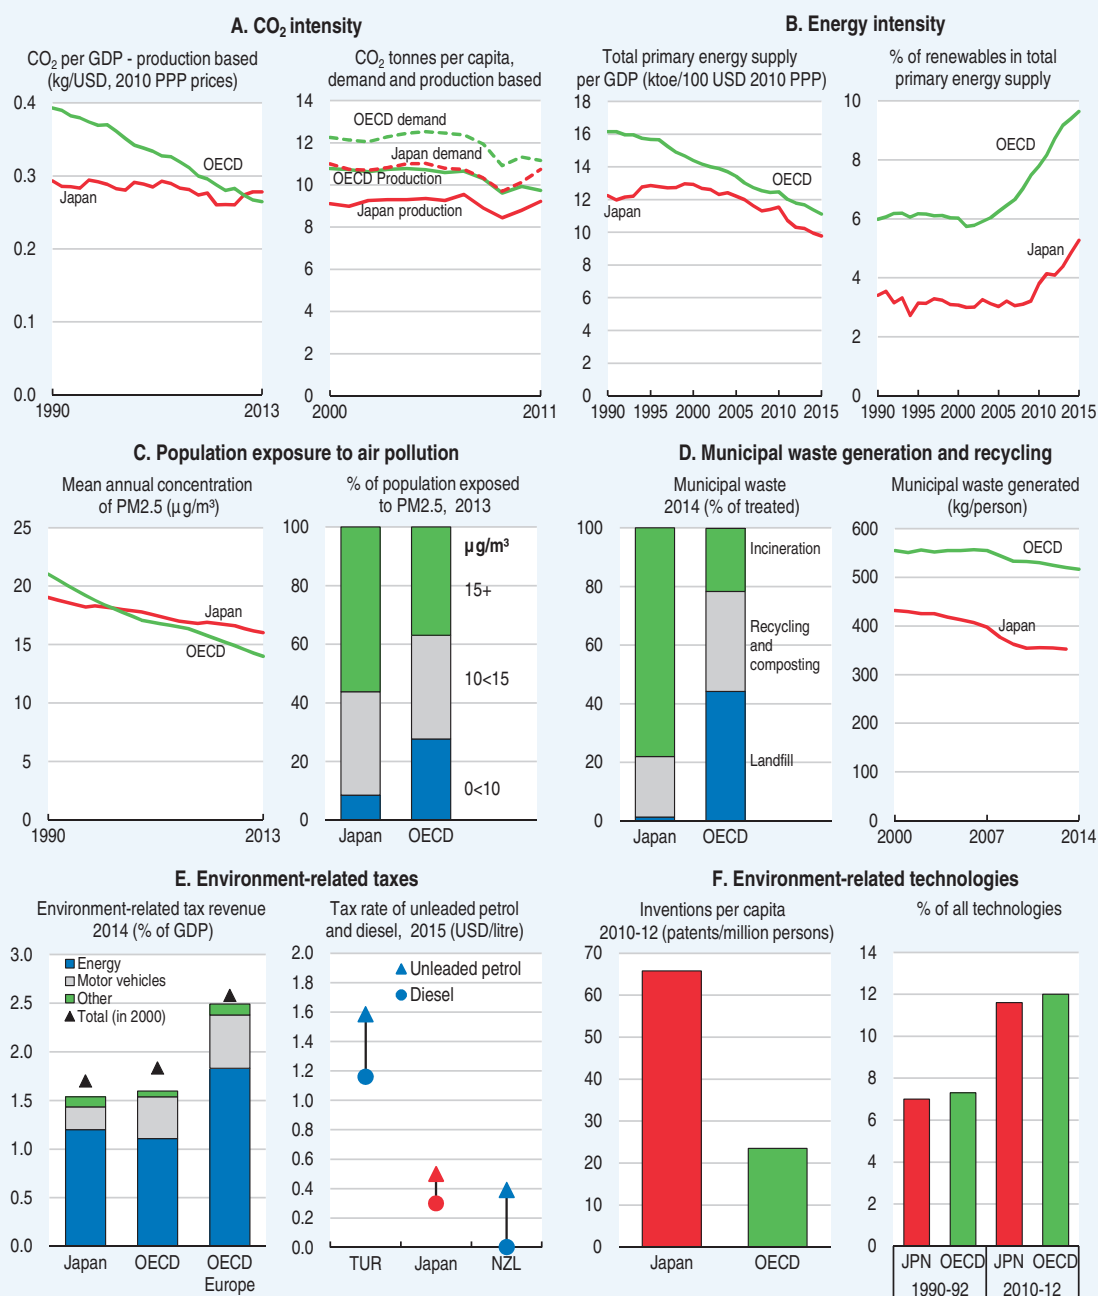 A. CO₂ intensity
CO₂ per GDP - production based
(kg/USD, 2010 PPP prices)
0.4
0.3
0.2
0.1
0.0
1990
2013
OECD
Japan
CO₂ tonnes per capita,
demand and production based
14
12
10
8
6
4
2
0
2000
2011
OECD demand
Japan demand
OECD Production
Japan production
B. Energy intensity
Total primary energy supply
per GDP (ktoe/100 USD 2010 PPP)
18
16
14
12
10
8
6
4
2
0
1990 1995 2000 2005 2010 2015
OECD
Japan
% of renewables in total
primary energy supply
10
8
6
4
2
0
1990 1995 2000 2005 2010 2015
OECD
Japan
C. Population exposure to air pollution
Mean annual concentration
of PM2.5 (µg/m³)
25
20
15
10
5
0
1990
2013
Japan
OECD
% of population exposed
to PM2.5, 2013
100
80
60
40
20
0
µg/m³
15+
10<15
0<10
Japan
OECD
D. Municipal waste generation and recycling
Municipal waste
2014 (% of treated)
100
80
60
40
20
0
Incineration
Recycling
and
composting
Landfill
Japan
OECD
Municipal waste generated
(kg/person)
600
500
400
300
200
100
0
2000
2007
2014
OECD
Japan
E. Environment-related taxes
Environment-related tax revenue
2014 (% of GDP)
3.0
2.5
2.0
1.5
1.0
0.5
0.0
Energy
Motor vehicles
Other
Total (in 2000)
Japan
OECD
OECD
Europe
Tax rate of unleaded petrol
and diesel, 2015 (USD/litre)
2.0
1.8
1.6
1.4
1.2
1.0
0.8
0.6
0.4
0.2
0.0
Unleaded petrol
Diesel
TUR
Japan
NZL
F. Environment-related technologies
Inventions per capita
2010-12 (patents/million persons)
70
60
50
40
30
20
10
0
Japan
OECD
% of all technologies
14
12
10
8
6
4
2
0
JPN OECD JPN OECD
1990-92 2010-12